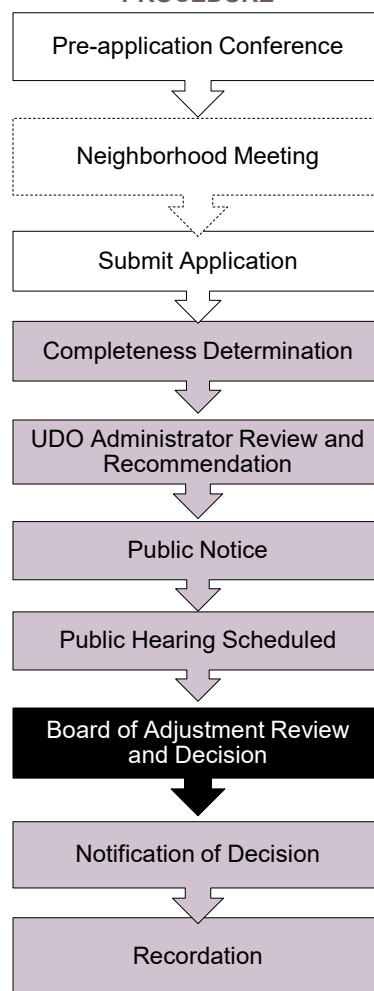 PROCEDURE
Pre-application Conference
Neighborhood Meeting
Submit Application
Completeness Determination
UDO Administrator Review and
Recommendation
Public Notice
Public Hearing Scheduled
Board of Adjustment Review
and Decision
Notification of Decision
Recordation